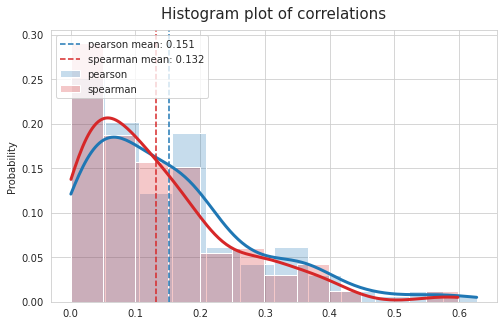 Histogram plot of correlations
pearson mean: 0.151
spearman mean: 0.132
pearson
spearman
Probability
0.30
0.25
0.20
0.15
0.10
0.05
0.00
0.0 0.1 0.2 0.3 0.4 0.5 0.6